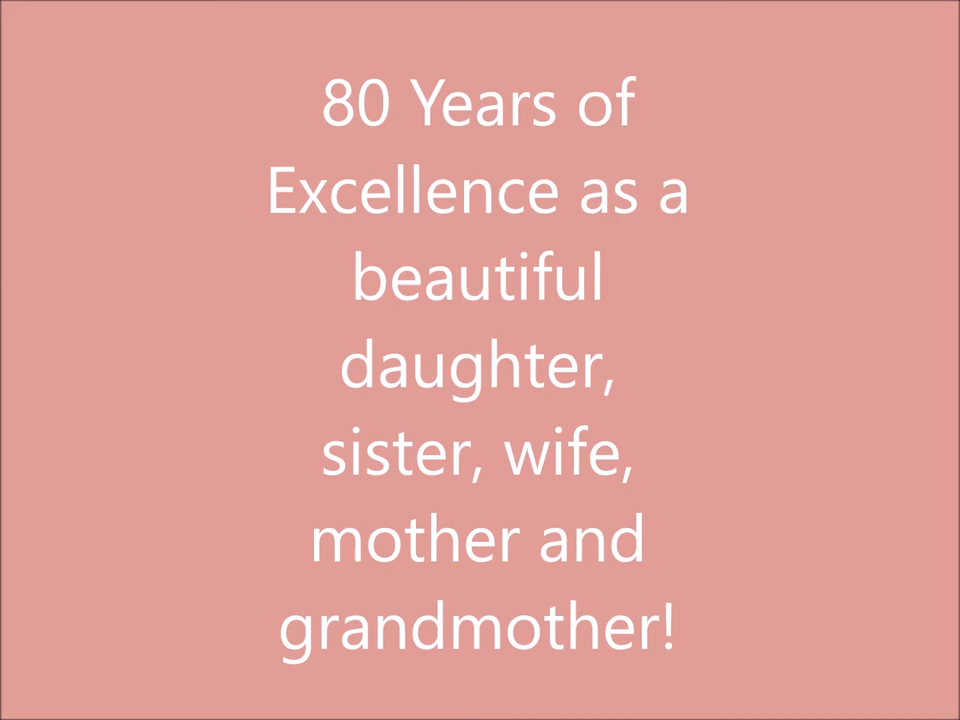 80 Years of
Excellence as a
beautiful
daughter,
sister, wife,
mother and
grandmother!